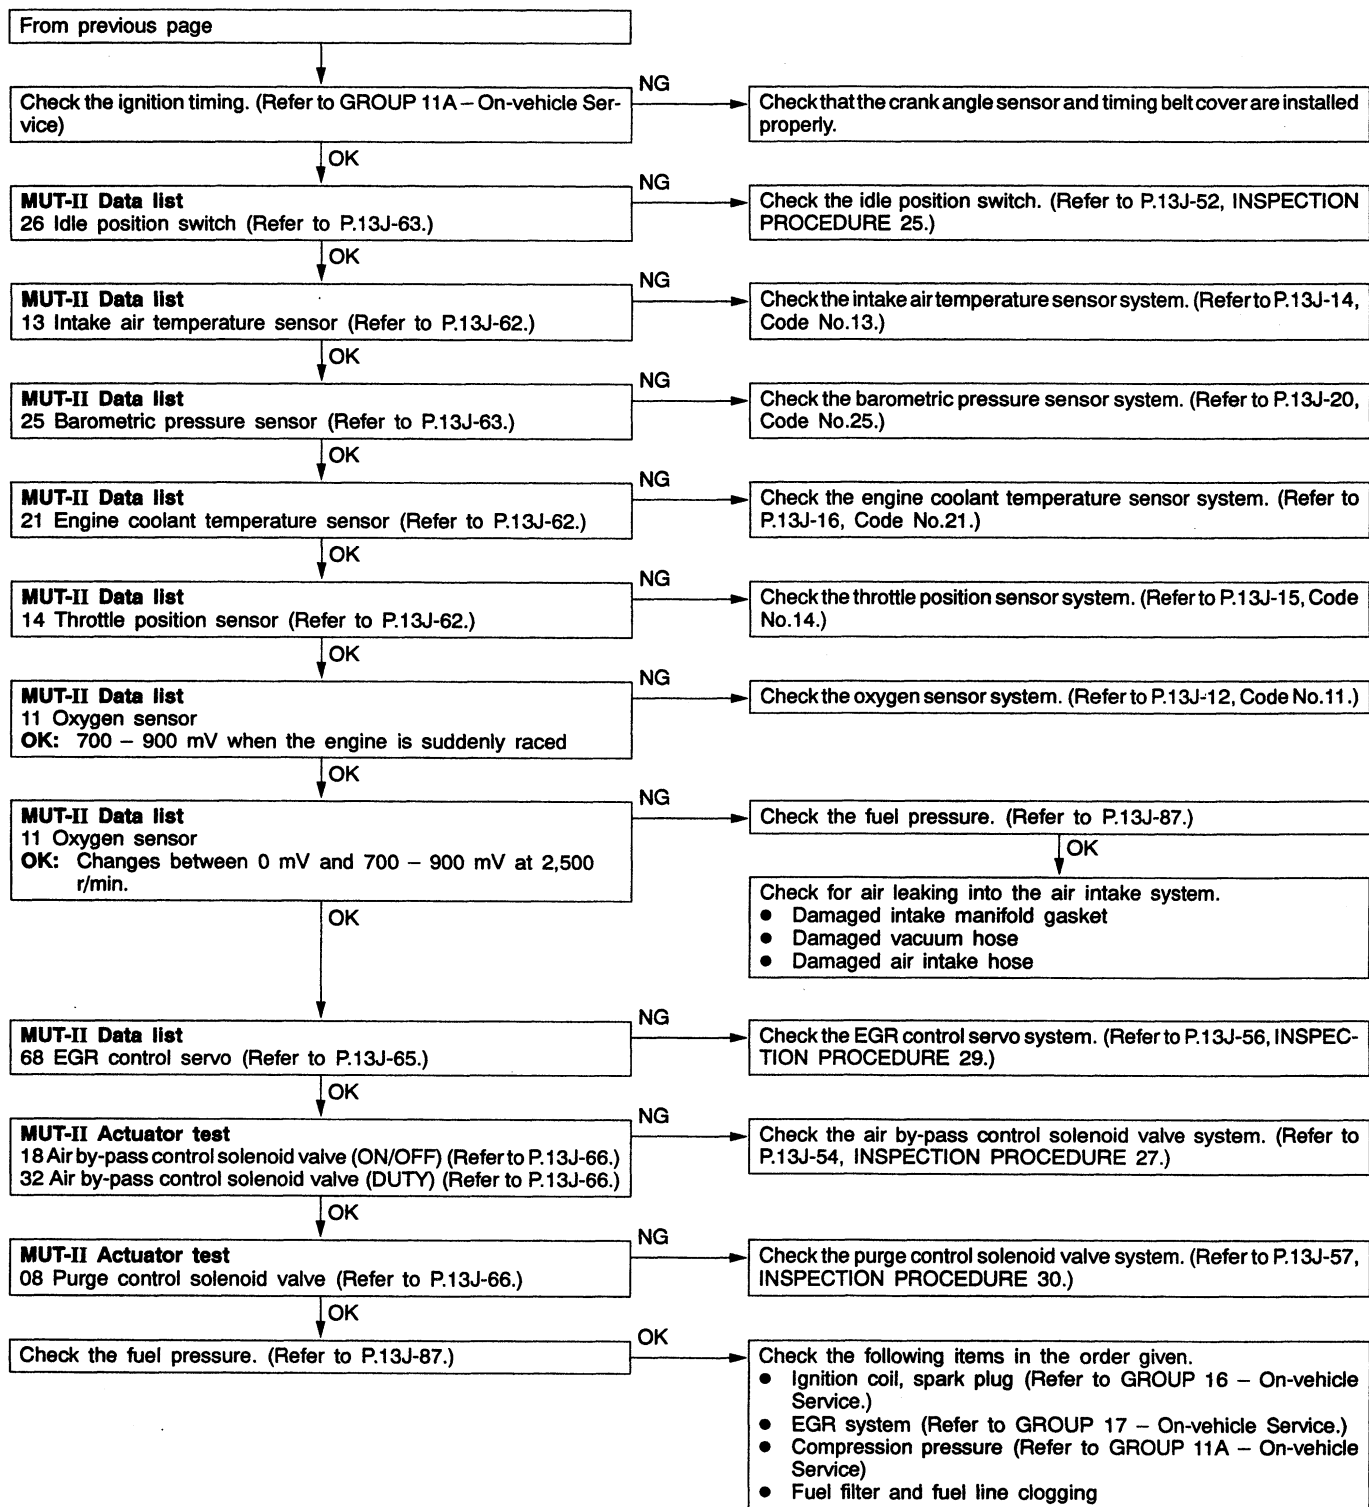 From previous page
NG
Check the ignition timing. (Refer to GROUP 11A – On-vehicle Ser-
vice)
Check that the crank angle sensor and timing belt cover are installed
properly.
OK
NG
MUT-II Data list
26 Idle position switch (Refer to P.13J-63.)
Check the idle position switch. (Refer to P.13J-52, INSPECTION
PROCEDURE 25.)
OK
NG
MUT-II Data list
13 Intake air temperature sensor (Refer to P.13J-62.)
Check the intake air temperature sensor system. (Refer to P.13J-14,
Code No.13.)
OK
NG
MUT-II Data list
25 Barometric pressure sensor (Refer to P.13J-63.)
Check the barometric pressure sensor system. (Refer to P.13J-20,
Code No.25.)
OK
NG
MUT-II Data list
21 Engine coolant temperature sensor (Refer to P.13J-62.)
Check the engine coolant temperature sensor system. (Refer to
P.13J-16, Code No.21.)
OK
NG
MUT-II Data list
14 Throttle position sensor (Refer to P.13J-62.)
Check the throttle position sensor system. (Refer to P.13J-15, Code
No.14.)
OK
NG
MUT-II Data list
11 Oxygen sensor
OK: 700 – 900 mV when the engine is suddenly raced
Check the oxygen sensor system. (Refer to P.13J-12, Code No.11.)
OK
NG
MUT-II Data list
11 Oxygen sensor
OK: Changes between 0 mV and 700 – 900 mV at 2,500
r/min.
Check the fuel pressure. (Refer to P.13J-87.)
OK
Check for air leaking into the air intake system.
● Damaged intake manifold gasket
● Damaged vacuum hose
● Damaged air intake hose
OK
NG
MUT-II Data list
68 EGR control servo (Refer to P.13J-65.)
Check the EGR control servo system. (Refer to P.13J-56, INSPEC-
TION PROCEDURE 29.)
OK
NG
MUT-II Actuator test
18 Air by-pass control solenoid valve (ON/OFF) (Refer to P.13J-66.)
32 Air by-pass control solenoid valve (DUTY) (Refer to P.13J-66.)
Check the air by-pass control solenoid valve system. (Refer to
P.13J-54, INSPECTION PROCEDURE 27.)
OK
NG
MUT-II Actuator test
08 Purge control solenoid valve (Refer to P.13J-66.)
Check the purge control solenoid valve system. (Refer to P.13J-57,
INSPECTION PROCEDURE 30.)
OK
OK
Check the fuel pressure. (Refer to P.13J-87.)
Check the following items in the order given.
● Ignition coil, spark plug (Refer to GROUP 16 – On-vehicle
Service.)
● EGR system (Refer to GROUP 17 – On-vehicle Service.)
● Compression pressure (Refer to GROUP 11A – On-vehicle
Service)
● Fuel filter and fuel line clogging